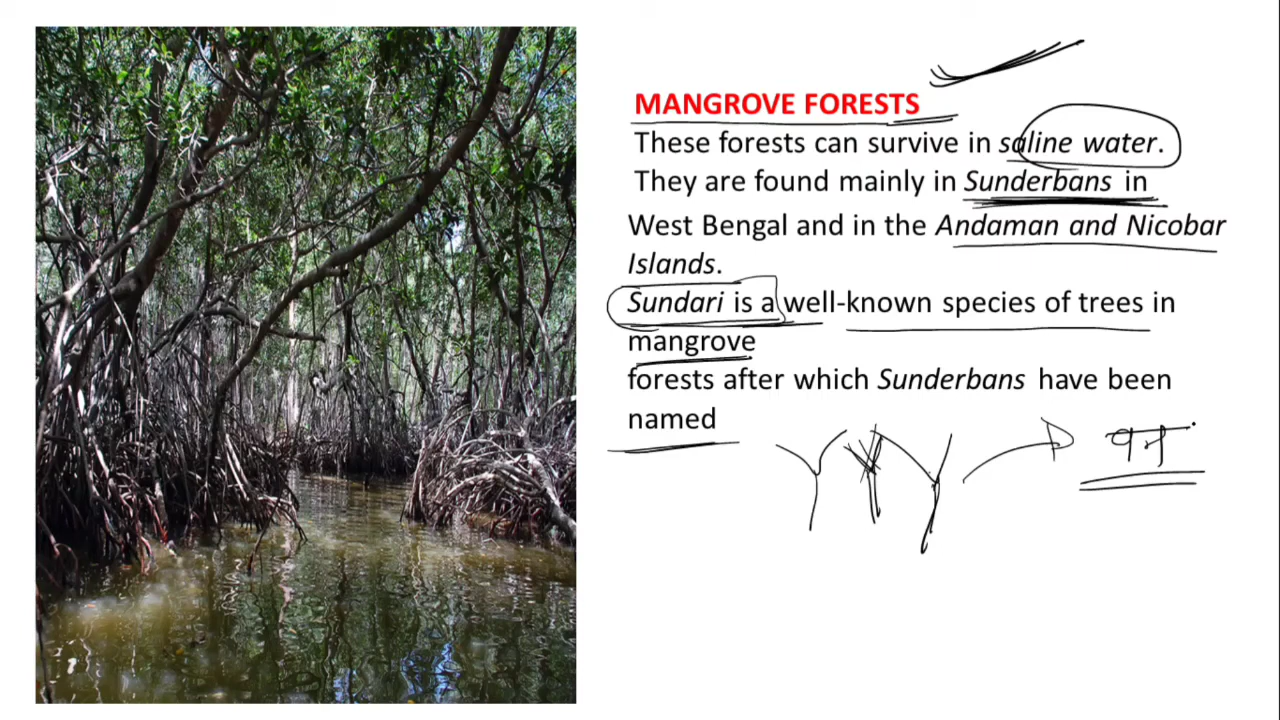 MANGROVE FORESTS
These forests can survive in saline water.
They are found mainly in Sunderbans in
West Bengal and in the Andaman and Nicobar
Islands.
Sundari is a well-known species of trees in
mangrove
forests after which Sunderbans have been
named
वन